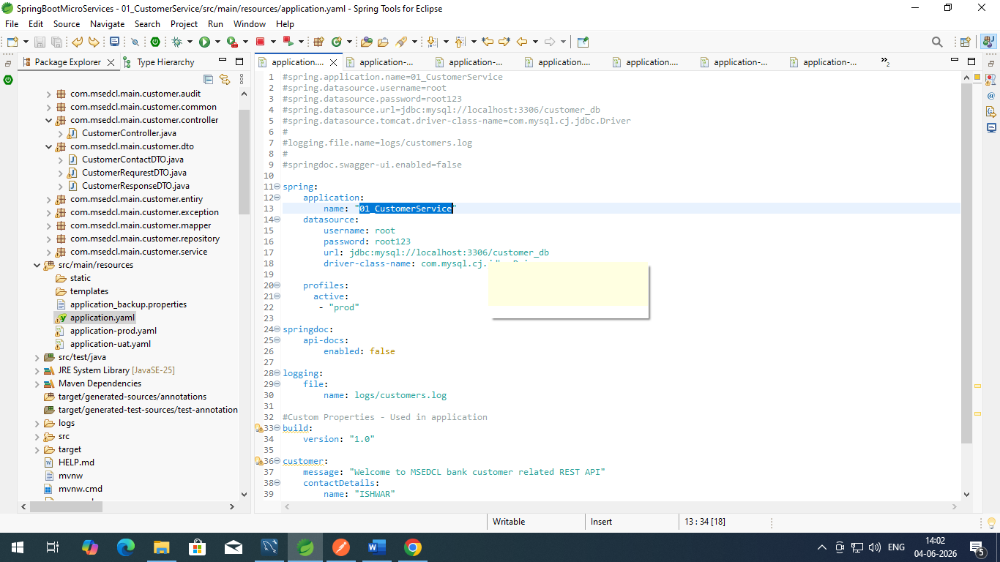 SpringBootMicroServices - 01_CustomerService/src/main/resources/application.yaml - Spring Tools for Eclipse
File Edit Source Navigate Search Project Run Window Help
Package Explorer Type Hierarchy
application.... application-... application-... application.... application.... application-... application-... »2
com.msedcl.main.customer.audit
com.msedcl.main.customer.common
com.msedcl.main.customer.controller
CustomerController.java
com.msedcl.main.customer.dto
CustomerContactDTO.java
CustomerRequrestDTO.java
CustomerResponseDTO.java
com.msedcl.main.customer.entiry
com.msedcl.main.customer.exception
com.msedcl.main.customer.mapper
com.msedcl.main.customer.repository
com.msedcl.main.customer.service
src/main/resources
static
templates
application_backup.properties
application.yaml
application-prod.yaml
application-uat.yaml
src/test/java
JRE System Library [JavaSE-25]
Maven Dependencies
target/generated-sources/annotations
target/generated-test-sources/test-annotation
logs
src
target
HELP.md
mvnw
mvnw.cmd
1 #spring.application.name=01_CustomerService
2 #spring.datasource.username=root
3 #spring.datasource.password=root123
4 #spring.datasource.url=jdbc:mysql://localhost:3306/customer_db
5 #spring.datasource.tomcat.driver-class-name=com.mysql.cj.jdbc.Driver
6 #
7 #logging.file.name=logs/customers.log
8 #
9 #springdoc.swagger-ui.enabled=false
10
11 spring:
12 application:
13 name: "01_CustomerService"
14 datasource:
15 username: root
16 password: root123
17 url: jdbc:mysql://localhost:3306/customer_db
18 driver-class-name: com.mysql.cj.
19
20 profiles:
21 active:
22 - "prod"
23
24 springdoc:
25 api-docs:
26 enabled: false
27
28 logging:
29 file:
30 name: logs/customers.log
31
32 #Custom Properties - Used in application
33 build:
34 version: "1.0"
35
36 customer:
37 message: "Welcome to MSEDCL bank customer related REST API"
38 contactDetails:
39 name: "ISHWAR"
Writable Insert 13 : 34 [18]
ENG
14:02
04-06-2026
5